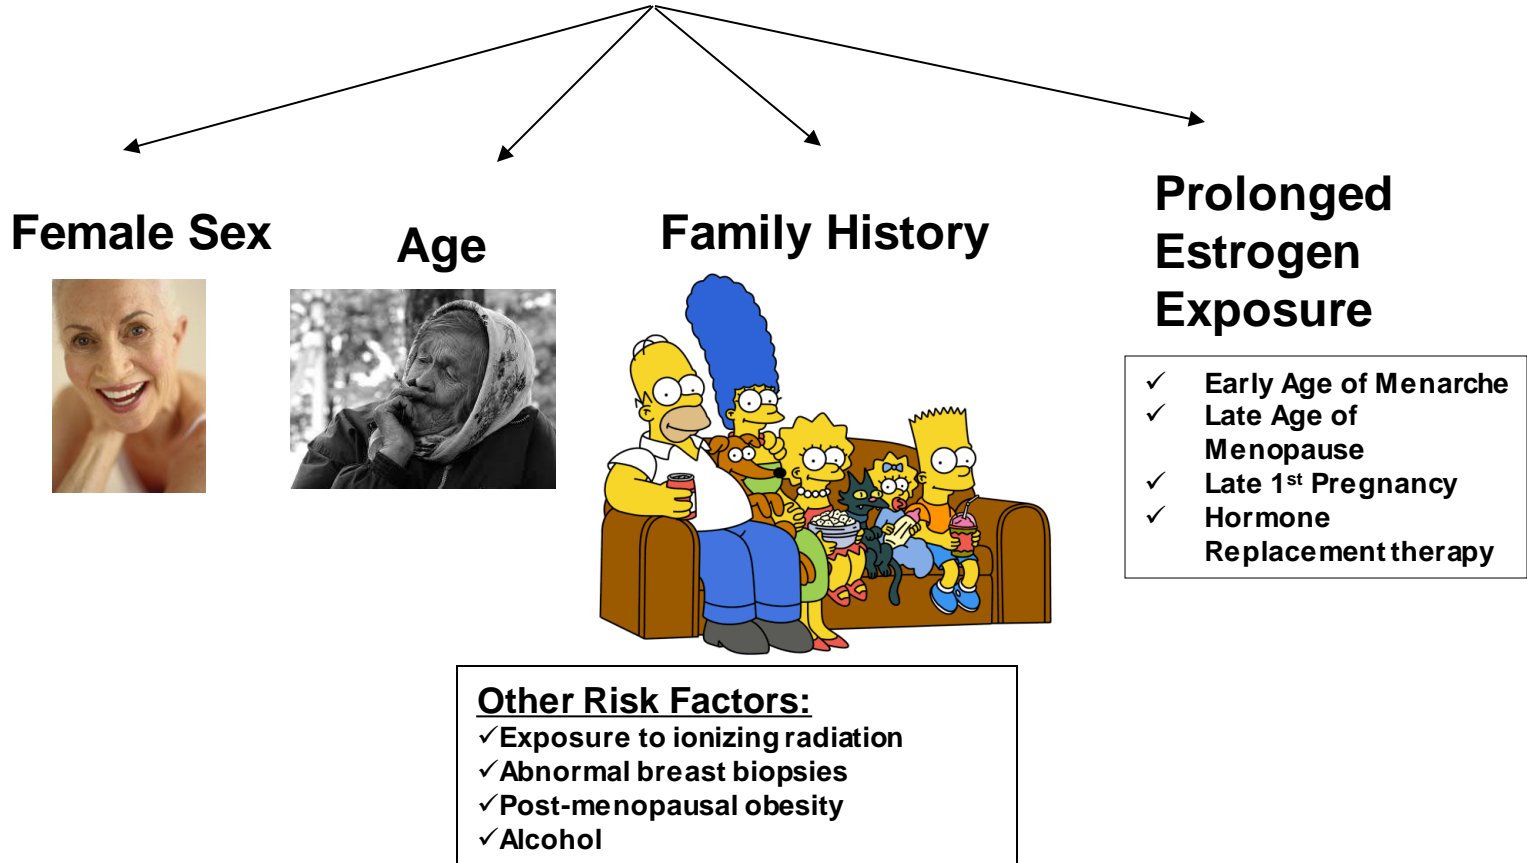 Female Sex
Age
Family History
Prolonged
Estrogen
Exposure
✓ Early Age of Menarche
✓ Late Age of
Menopause
✓ Late 1st Pregnancy
✓ Hormone
Replacement therapy
Other Risk Factors:
✓Exposure to ionizing radiation
✓Abnormal breast biopsies
✓Post-menopausal obesity
✓Alcohol